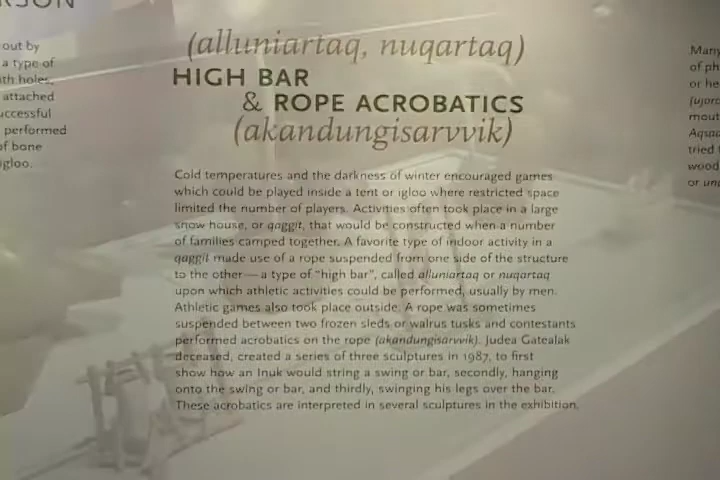 RSON
out by
a type of
ith holes,
attached
uccessful
performed
of bone
igloo.
(alluniartaq, nuqartaq)
HIGH BAR
& ROPE ACROBATICS
(akandungisarvvik)
Cold temperatures and the darkness of winter encouraged games
which could be played inside a tent or igloo where restricted space
limited the number of players. Activities often took place in a large
snow house, or qaggit, that would be constructed when a number
of families camped together. A favorite type of indoor activity in a
qaggit made use of a rope suspended from one side of the structure
to the other—a type of "high bar", called alluniartaq or nuqartaq
upon which athletic activities could be performed, usually by men.
Athletic games also took place outside. A rope was sometimes
suspended between two frozen sleds or walrus tusks and contestants
performed acrobatics on the rope (akandungisarvvik). Judea Gatealak
deceased, created a series of three sculptures in 1987, to first
show how an Inuk would string a swing or bar, secondly, hanging
onto the swing or bar, and thirdly, swinging his legs over the bar.
These acrobatics are interpreted in several sculptures in the exhibition.
Many
of ph
or he
(ujor
mout
Aqsa
tried
wood
or un